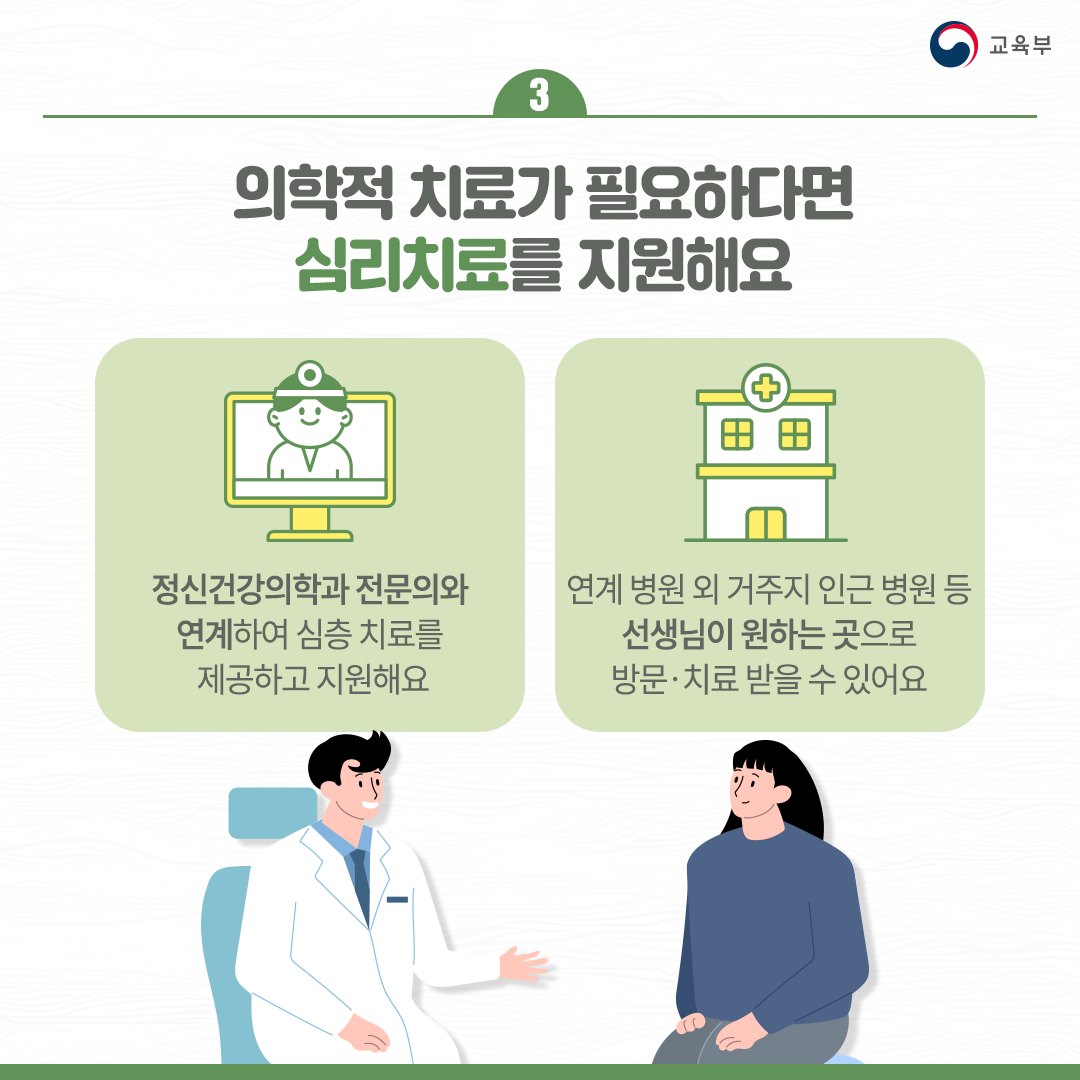 교육부
3
의학적 치료가 필요하다면
심리치료를 지원해요
정신건강의학과 전문의와
연계하여 심층 치료를
제공하고 지원해요
연계 병원 외 거주지 인근 병원 등
선생님이 원하는 곳으로
방문·치료 받을 수 있어요